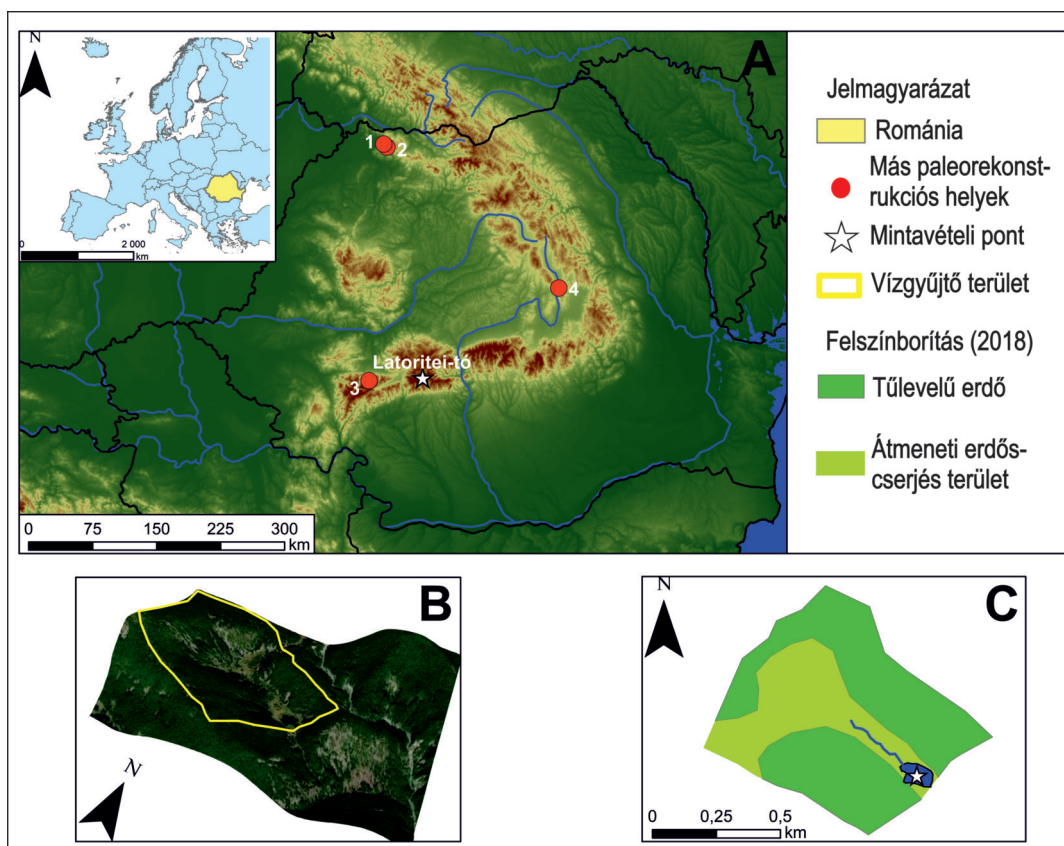 N
0
2 000
km
A
1
2
4
Latoritei-tó
3
0 75 150 225 300
km
Jelmagyarázat
Románia
Más paleorekonst-
rukciós helyek
Mintavételi pont
Vízgyűjtő terület
Felszínborítás (2018)
Tűlevelű erdő
Átmeneti erdős-
cserjés terület
B
N
C
N
0 0,25 0,5
km